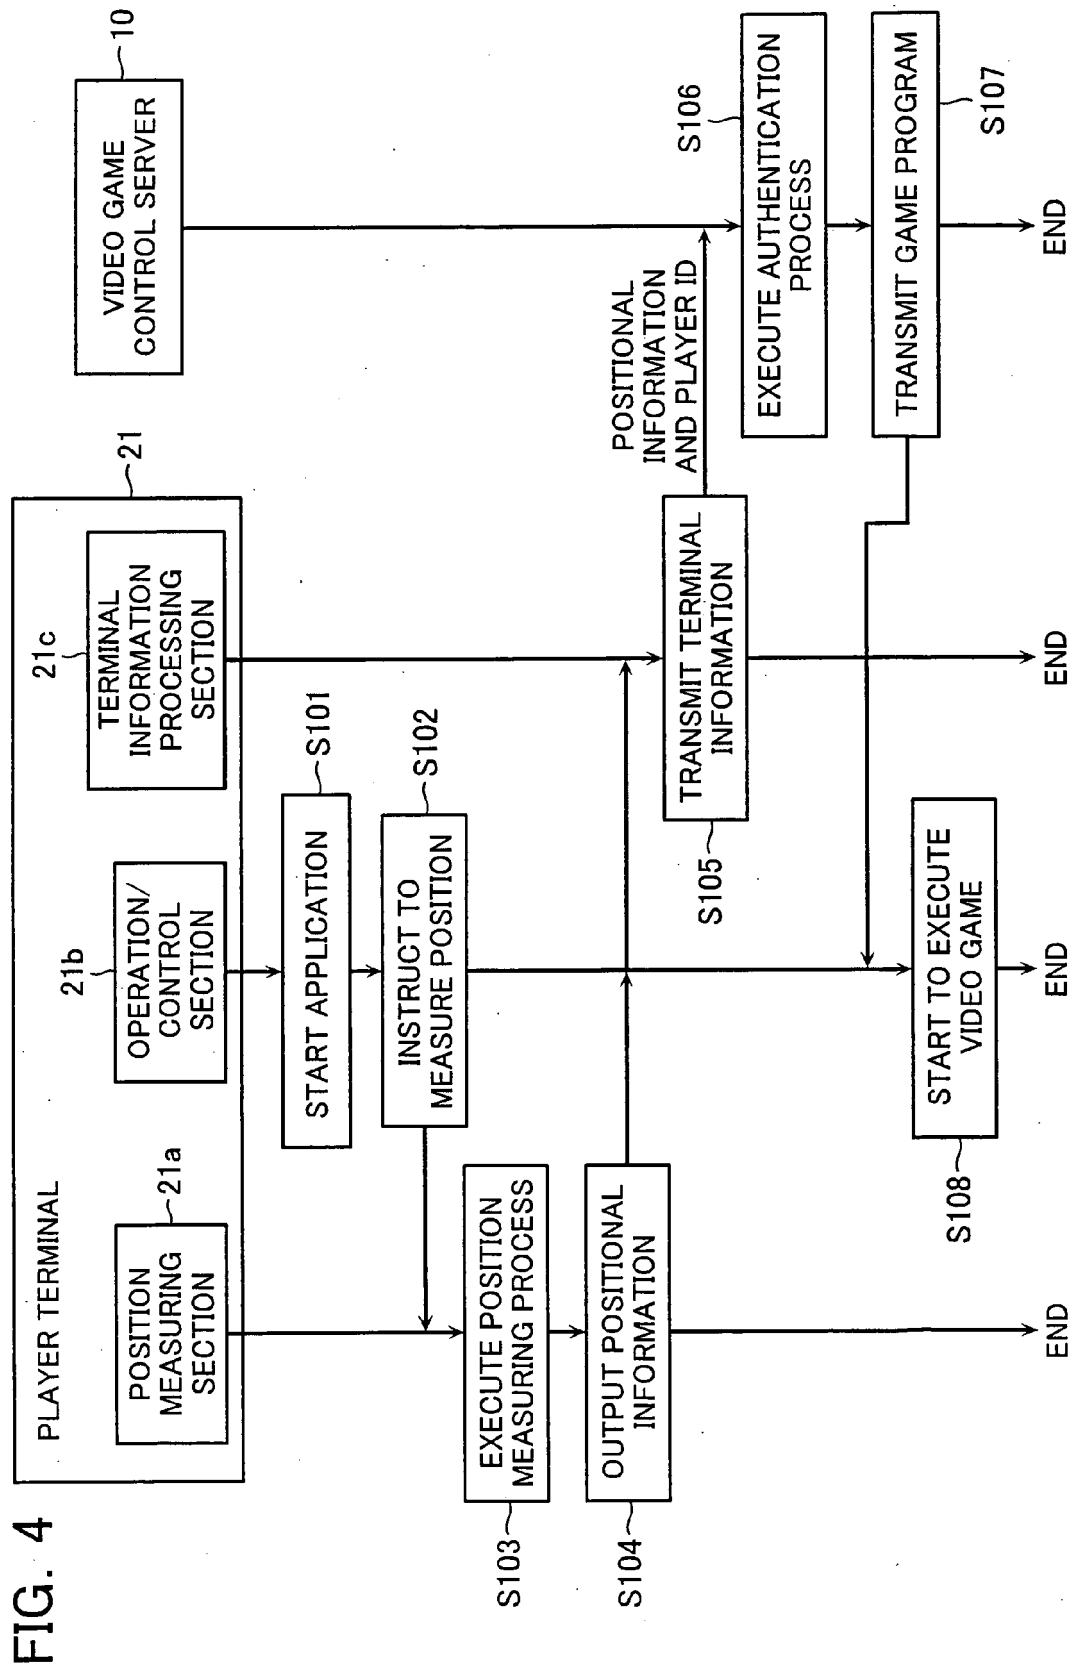 FIG. 4
PLAYER TERMINAL
21
POSITION
MEASURING
SECTION
21a
21b
OPERATION/
CONTROL
SECTION
21c
TERMINAL
INFORMATION
PROCESSING
SECTION
VIDEO GAME
CONTROL SERVER
10
START APPLICATION
S101
INSTRUCT TO
MEASURE POSITION
S102
S103
EXECUTE POSITION
MEASURING PROCESS
S104
OUTPUT POSITIONAL
INFORMATION
S105
TRANSMIT TERMINAL
INFORMATION
POSITIONAL
INFORMATION
AND PLAYER ID
S106
EXECUTE AUTHENTICATION
PROCESS
TRANSMIT GAME PROGRAM
S107
S108
START TO EXECUTE
VIDEO GAME
END
END
END
END